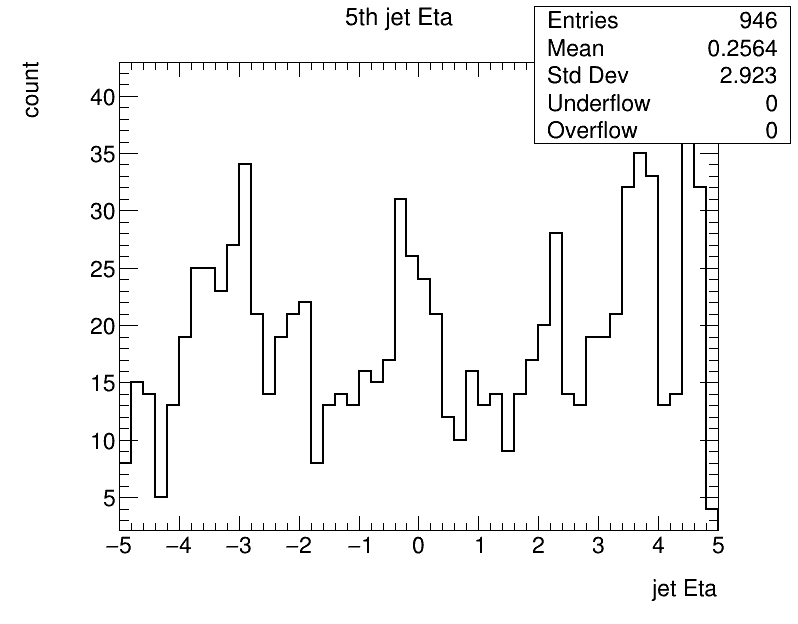 5th jet Eta
Entries 946
Mean 0.2564
Std Dev 2.923
Underflow 0
Overflow 0
count
40
35
30
25
20
15
10
5
−5 −4 −3 −2 −1 0 1 2 3 4 5
jet Eta